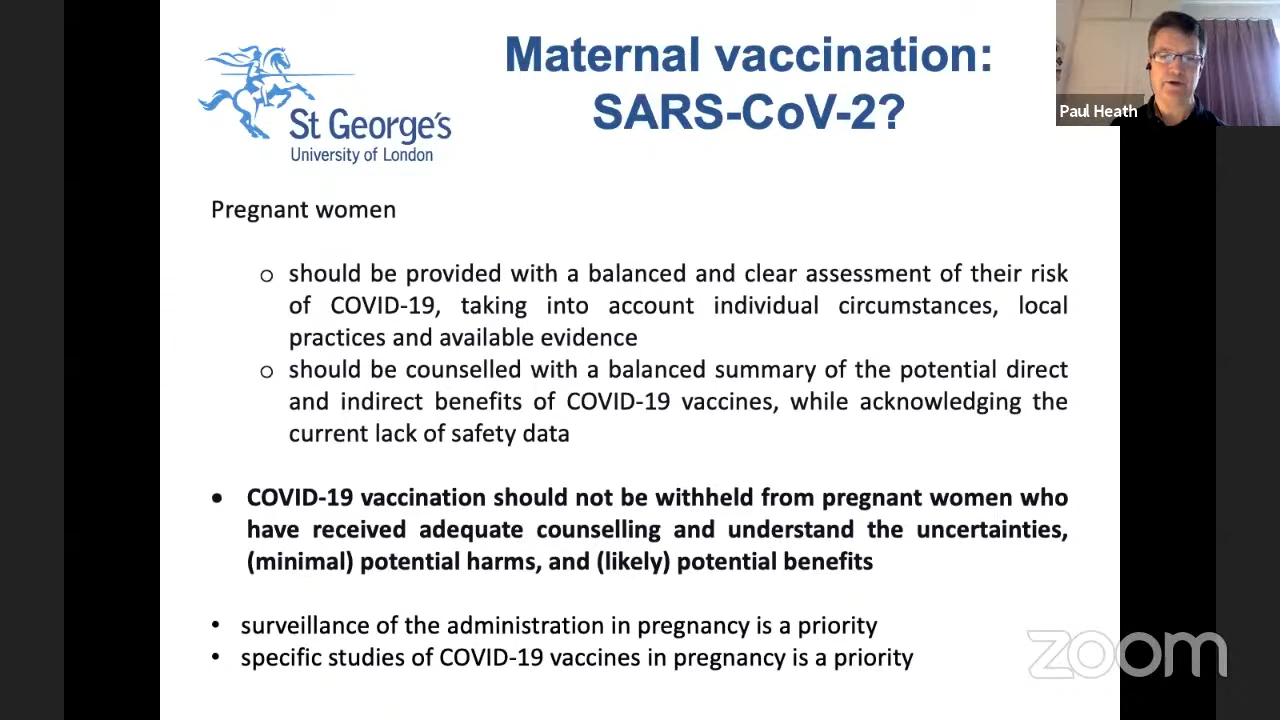 Maternal vaccination:
SARS-CoV-2?
St George's
University of London
Paul Heath
Pregnant women
o should be provided with a balanced and clear assessment of their risk
of COVID-19, taking into account individual circumstances, local
practices and available evidence
o should be counselled with a balanced summary of the potential direct
and indirect benefits of COVID-19 vaccines, while acknowledging the
current lack of safety data
• COVID-19 vaccination should not be withheld from pregnant women who
have received adequate counselling and understand the uncertainties,
(minimal) potential harms, and (likely) potential benefits
• surveillance of the administration in pregnancy is a priority
• specific studies of COVID-19 vaccines in pregnancy is a priority
zoom